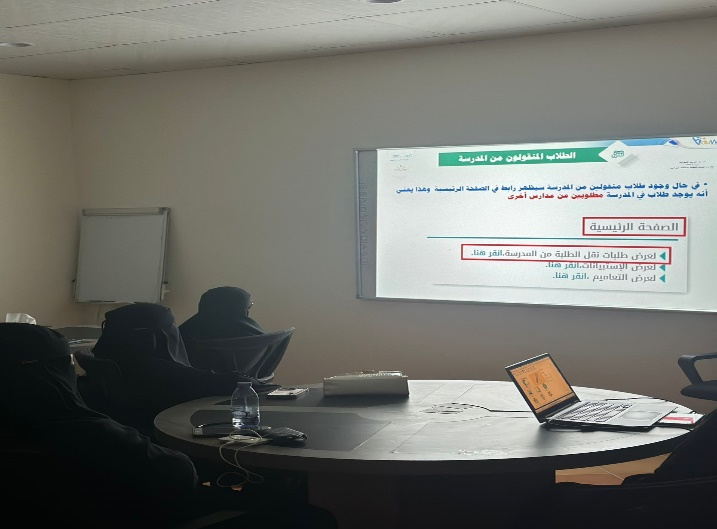 الطلاب المنقولون من المدرسة
• في حال وجود طلاب منقولين من المدرسة سيظهر رابط في الصفحة الرئيسية وهذا يعني
أنه يوجد طلاب في المدرسة مطلوبين من مدارس أخرى
الصفحة الرئيسية
لعرض طلبات نقل الطلبة من المدرسة،انقر هنا.
لعرض الإستبيانات،انقر هنا.
لعرض التعاميم ،انقر هنا.